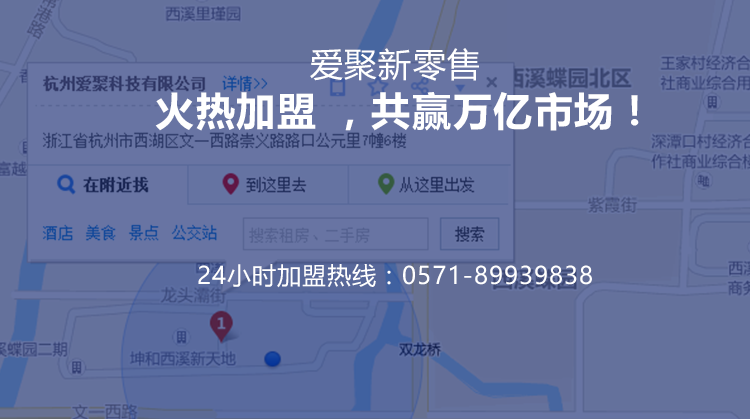 西溪里璞园
爱聚新零售
王家村经济合
社商业综合楼
西溪蝶园北区
杭州爱聚科技有限公司 详情>>
火热加盟 ，共赢万亿市场！
浙江省杭州市西湖区文一西路崇义路路口公元里7幢6楼
深潭口村经济合
作社商业综合楼
在附近找 到这里去 从这里出发
紫霞街
酒店 美食 景点 公交站 搜索租房、二手房 搜索
24小时加盟热线：0571-89939838
龙头灞街
1
西溪蝶园二期
坤和西溪新天地
双龙桥
文一西路